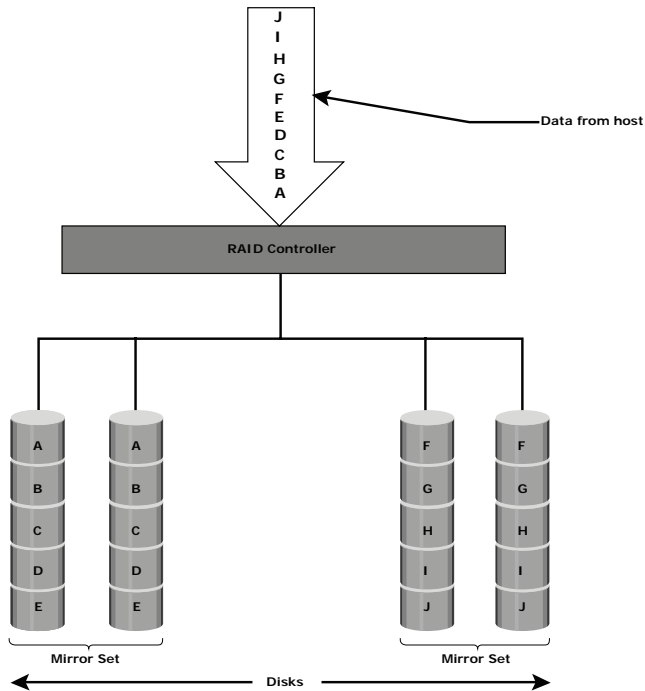 J
I
H
G
F
E
D
C
B
A
Data from host
RAID Controller
A A F F
B B G G
C C H H
D D I I
E E J J
Mirror Set Mirror Set
Disks